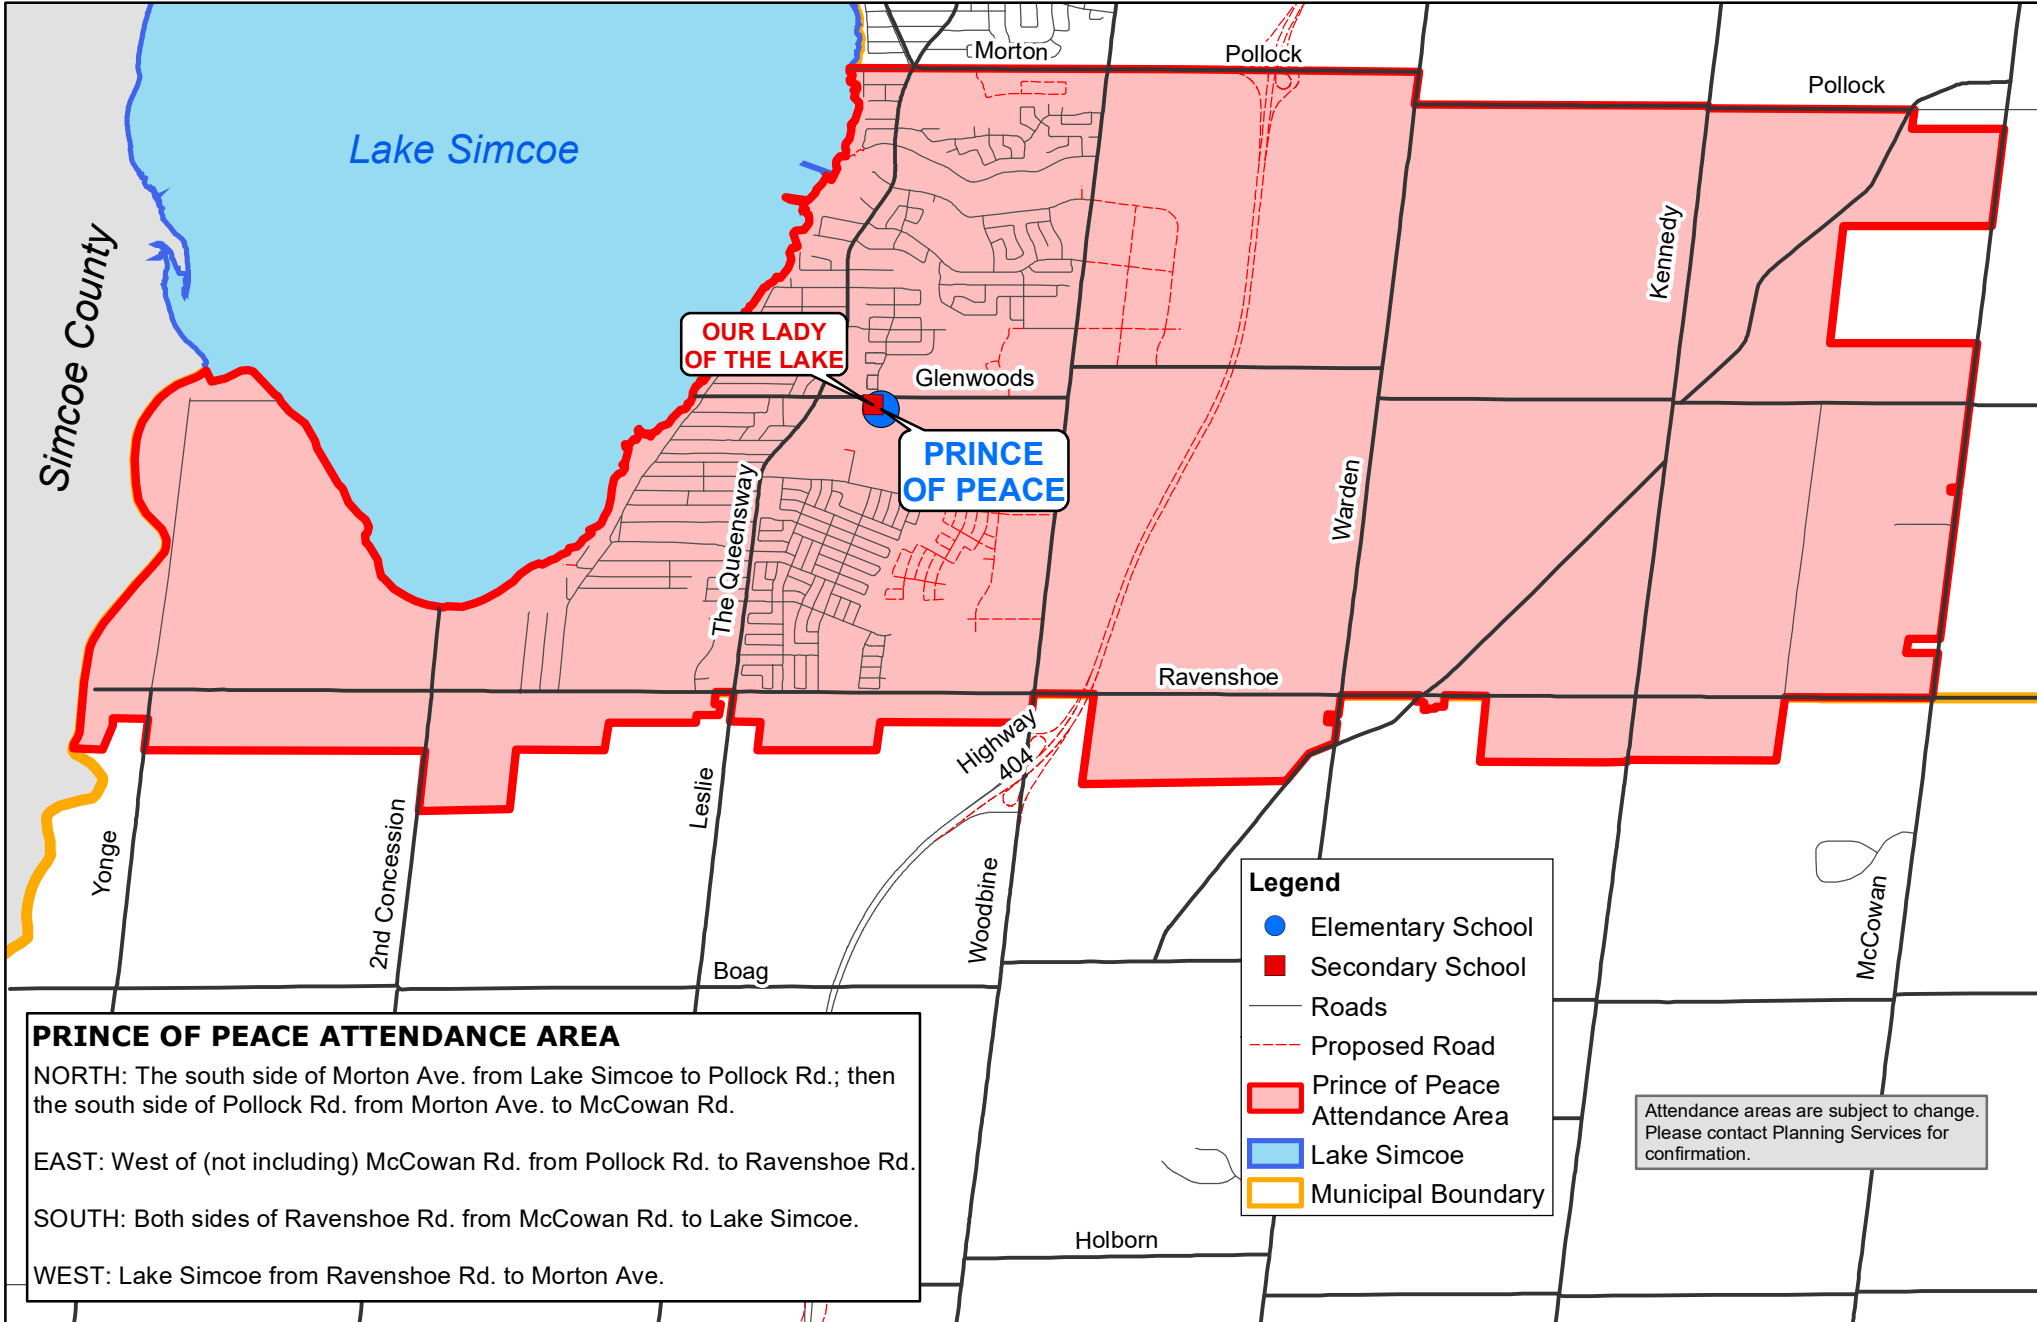 Morton
Pollock
Pollock
Lake Simcoe
Simcoe County
Kennedy
OUR LADY
OF THE LAKE
Glenwoods
PRINCE
OF PEACE
The Queensway
Warden
Ravenshoe
Highway
404
Leslie
Yonge
2nd Concession
Woodbine
McCowan
Boag
Holborn
Legend
Elementary School
Secondary School
Roads
Proposed Road
Prince of Peace
Attendance Area
Lake Simcoe
Municipal Boundary
PRINCE OF PEACE ATTENDANCE AREA
NORTH: The south side of Morton Ave. from Lake Simcoe to Pollock Rd.; then
the south side of Pollock Rd. from Morton Ave. to McCowan Rd.
EAST: West of (not including) McCowan Rd. from Pollock Rd. to Ravenshoe Rd.
SOUTH: Both sides of Ravenshoe Rd. from McCowan Rd. to Lake Simcoe.
WEST: Lake Simcoe from Ravenshoe Rd. to Morton Ave.
Attendance areas are subject to change.
Please contact Planning Services for
confirmation.